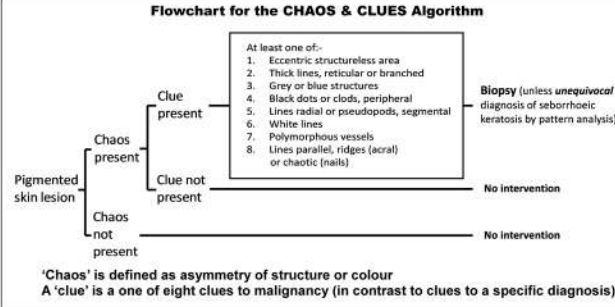 Flowchart for the CHAOS & CLUES Algorithm
At least one of:-
1. Eccentric structureless area
2. Thick lines, reticular or branched
3. Grey or blue structures
4. Black dots or clods, peripheral
5. Lines radial or pseudopods, segmental
6. White lines
7. Polymorphous vessels
8. Lines parallel, ridges (acral)
or chaotic (nails)
Clue
present
Biopsy (unless unequivocal
diagnosis of seborrhoeic
keratosis by pattern analysis)
Chaos
present
Clue not
present
No intervention
Pigmented
skin lesion
Chaos
not
present
No intervention
‘Chaos’ is defined as asymmetry of structure or colour
A ‘clue’ is a one of eight clues to malignancy (in contrast to clues to a specific diagnosis)